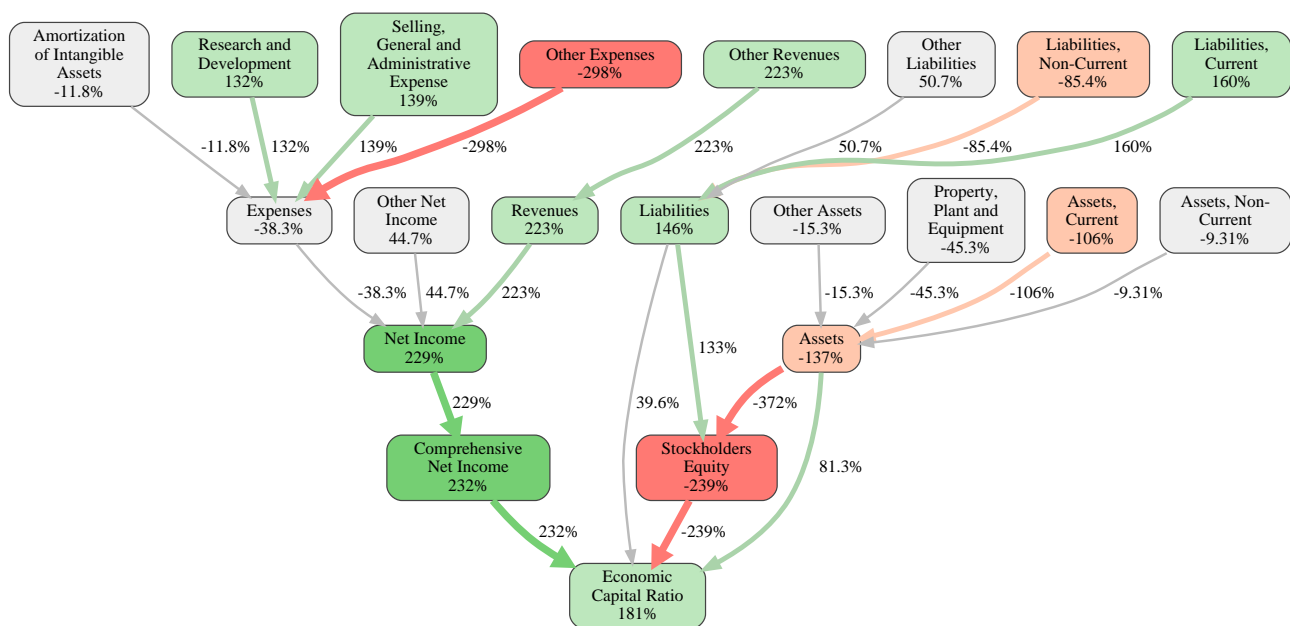 Amortization
of Intangible
Assets
-11.8%
Research and
Development
132%
Selling,
General and
Administrative
Expense
139%
Other Expenses
-298%
Other Revenues
223%
Other
Liabilities
50.7%
Liabilities,
Non-Current
-85.4%
Liabilities,
Current
160%
-11.8%
132%
139%
-298%
223%
50.7%
-85.4%
160%
Expenses
-38.3%
Other Net
Income
44.7%
Revenues
223%
Liabilities
146%
Other Assets
-15.3%
Property,
Plant and
Equipment
-45.3%
Assets,
Current
-106%
Assets, Non-
Current
-9.31%
-38.3%
44.7%
223%
-15.3%
-45.3%
-106%
-9.31%
Net Income
229%
133%
Assets
-137%
229%
39.6%
-372%
Comprehensive
Net Income
232%
Stockholders
Equity
-239%
81.3%
232%
-239%
Economic
Capital Ratio
181%